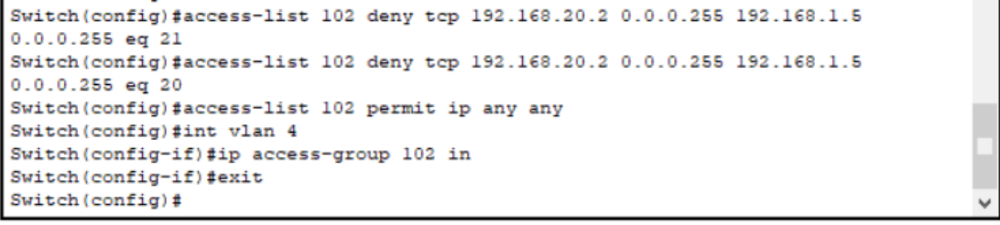 Switch(config)#access-list 102 deny tcp 192.168.20.2 0.0.0.255 192.168.1.5
0.0.0.255 eq 21
Switch(config)#access-list 102 deny tcp 192.168.20.2 0.0.0.255 192.168.1.5
0.0.0.255 eq 20
Switch(config)#access-list 102 permit ip any any
Switch(config)#int vlan 4
Switch(config-if)#ip access-group 102 in
Switch(config-if)#exit
Switch(config)#